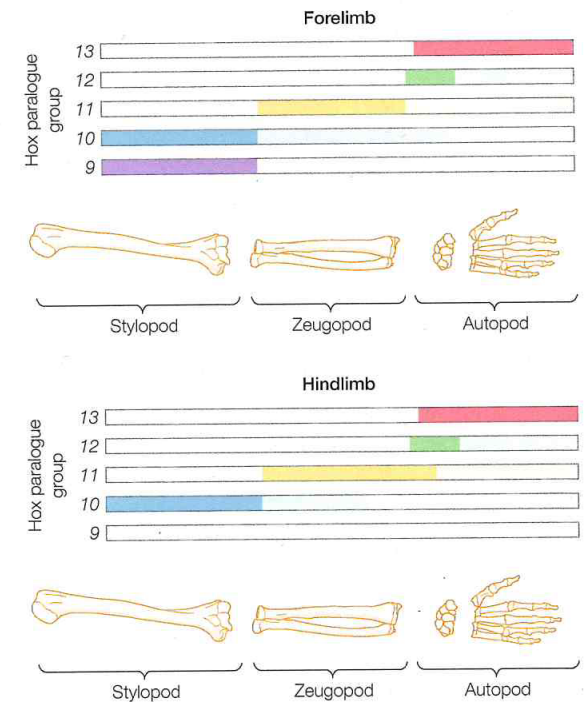 Forelimb
Hox paralogue
group
13
12
11
10
9
Stylopod
Zeugopod
Autopod
Hindlimb
Hox paralogue
group
13
12
11
10
9
Stylopod
Zeugopod
Autopod